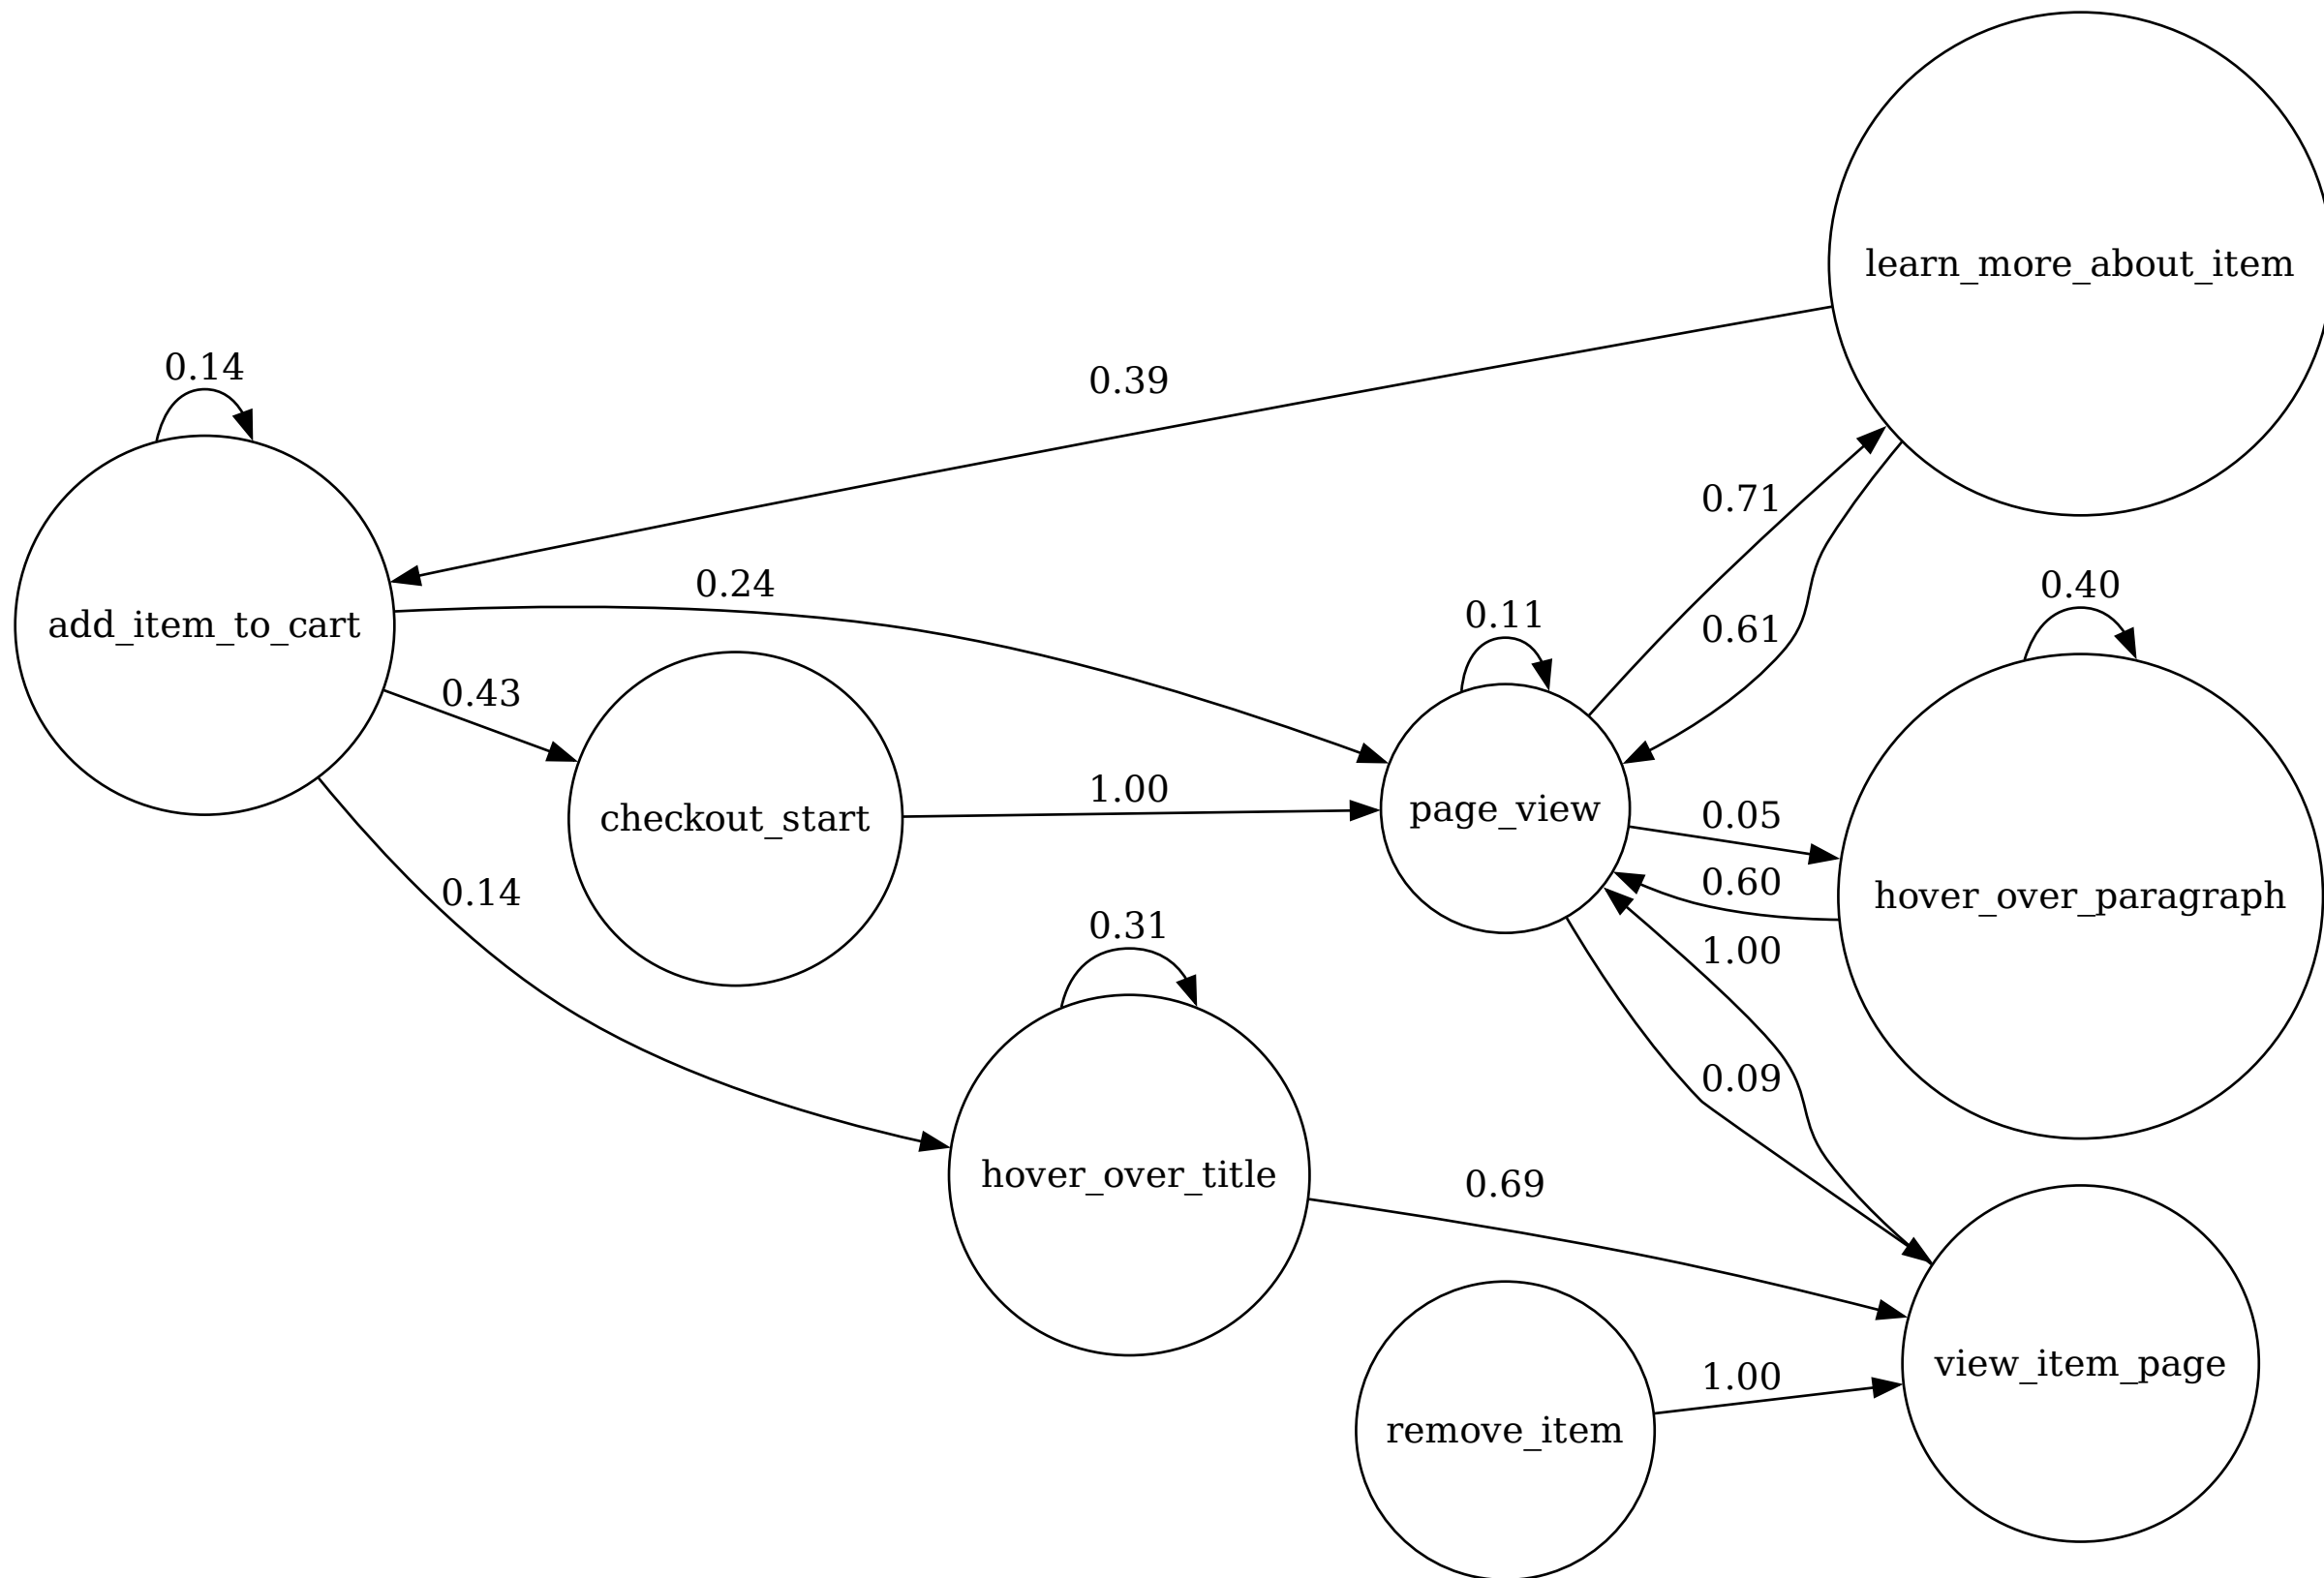 learn_more_about_item
0.14
0.39
0.71
0.24
0.40
0.11
0.61
add_item_to_cart
0.43
1.00
page_view
0.05
checkout_start
0.60
hover_over_paragraph
0.14
0.31
1.00
0.09
hover_over_title
0.69
view_item_page
1.00
remove_item